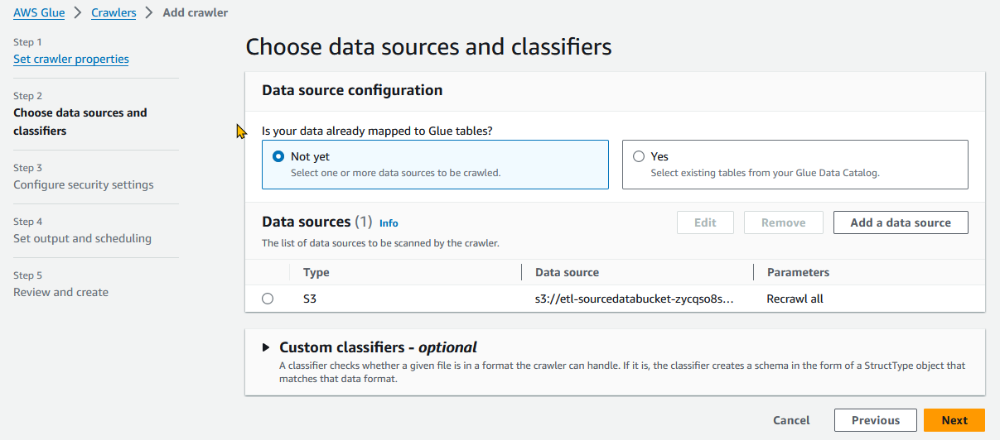 AWS Glue > Crawlers > Add crawler
Step 1
Set crawler properties
Step 2
Choose data sources and
classifiers
Step 3
Configure security settings
Step 4
Set output and scheduling
Step 5
Review and create
Choose data sources and classifiers
Data source configuration
Is your data already mapped to Glue tables?
Not yet
Select one or more data sources to be crawled.
Yes
Select existing tables from your Glue Data Catalog.
Data sources (1) Info
Edit Remove Add a data source
The list of data sources to be scanned by the crawler.
Type Data source Parameters
S3 s3://etl-sourcedatabucket-zycqso8s... Recrawl all
Custom classifiers - optional
A classifier checks whether a given file is in a format the crawler can handle. If it is, the classifier creates a schema in the form of a StructType object that
matches that data format.
Cancel Previous Next